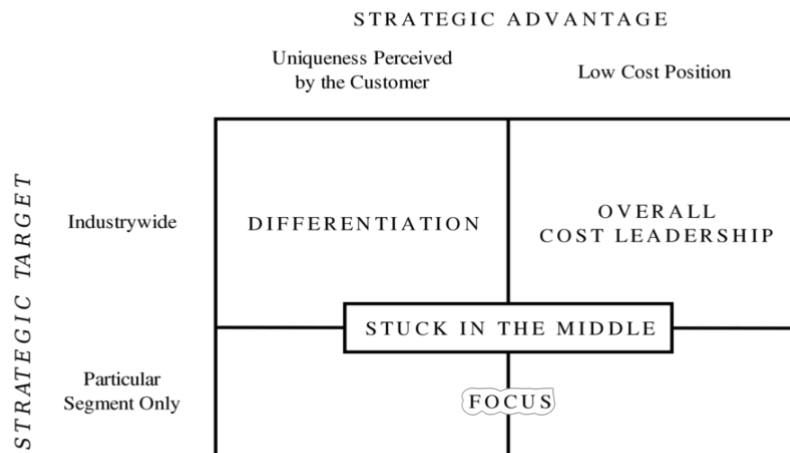 STRATEGIC ADVANTAGE
Uniqueness Perceived
by the Customer
Low Cost Position
STRATEGIC TARGET
Industrywide
DIFFERENTIATION
OVERALL
COST LEADERSHIP
STUCK IN THE MIDDLE
Particular
Segment Only
FOCUS